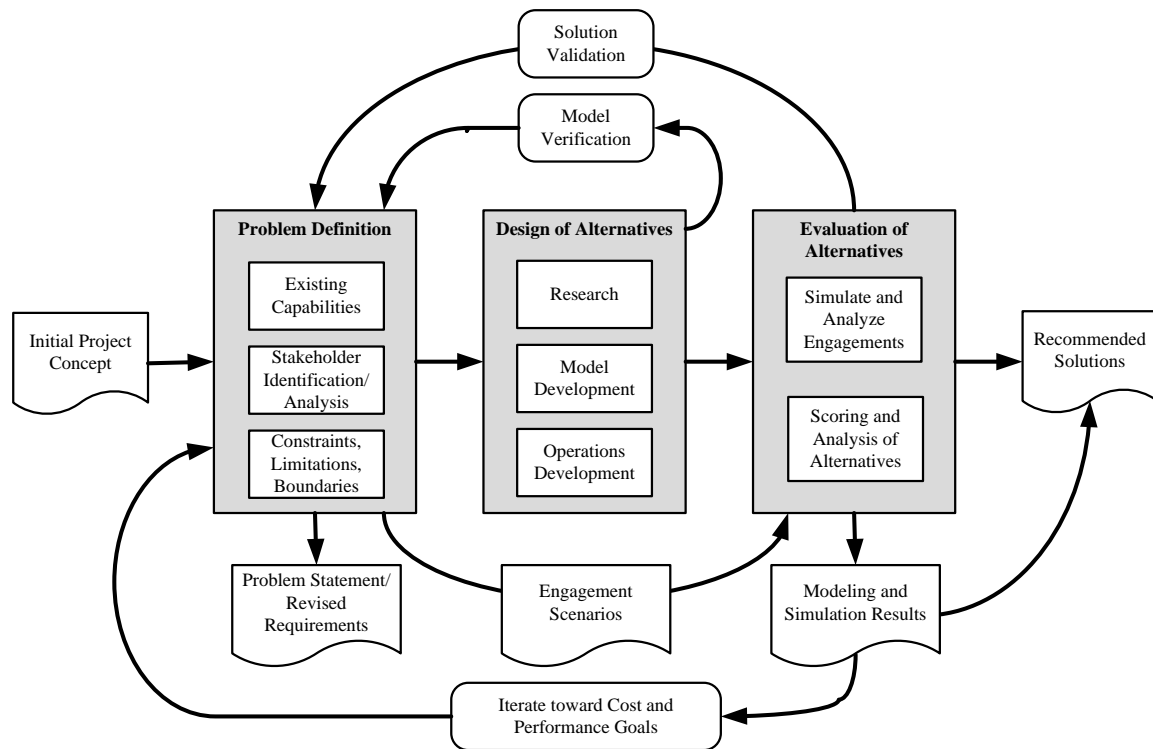 Solution
Validation
Model
Verification
Problem Definition
Existing
Capabilities
Stakeholder
Identification/
Analysis
Constraints,
Limitations,
Boundaries
Design of Alternatives
Research
Model
Development
Operations
Development
Evaluation of
Alternatives
Simulate and
Analyze
Engagements
Scoring and
Analysis of
Alternatives
Initial Project
Concept
Recommended
Solutions
Problem Statement/
Revised
Requirements
Engagement
Scenarios
Modeling and
Simulation Results
Iterate toward Cost and
Performance Goals